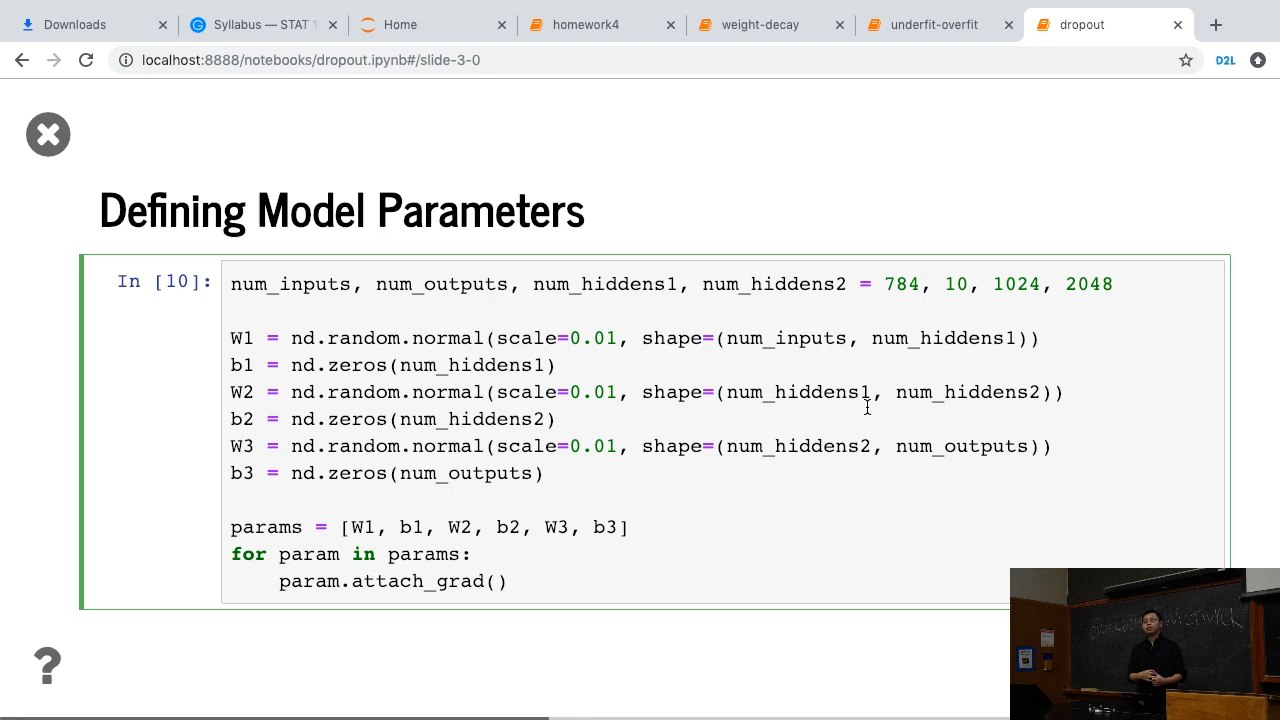 Downloads
Syllabus — STAT 1
Home
homework4
weight-decay
underfit-overfit
dropout
localhost:8888/notebooks/dropout.ipynb#/slide-3-0
D2L
Defining Model Parameters
In [10]:
num_inputs, num_outputs, num_hiddens1, num_hiddens2 = 784, 10, 1024, 2048
W1 = nd.random.normal(scale=0.01, shape=(num_inputs, num_hiddens1))
b1 = nd.zeros(num_hiddens1)
W2 = nd.random.normal(scale=0.01, shape=(num_hiddens1, num_hiddens2))
b2 = nd.zeros(num_hiddens2)
W3 = nd.random.normal(scale=0.01, shape=(num_hiddens2, num_outputs))
b3 = nd.zeros(num_outputs)
params = [W1, b1, W2, b2, W3, b3]
for param in params:
    param.attach_grad()
?